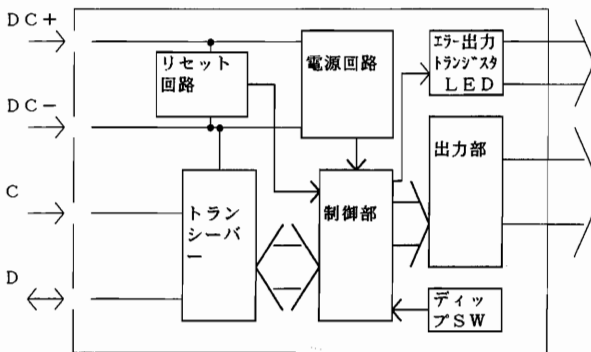 DC+
リセット
回路
電源回路
エラー出力
トランジスタ
LED
DC-
出力部
C
トラン
シーバ
ー
制御部
D
ディッ
プSW